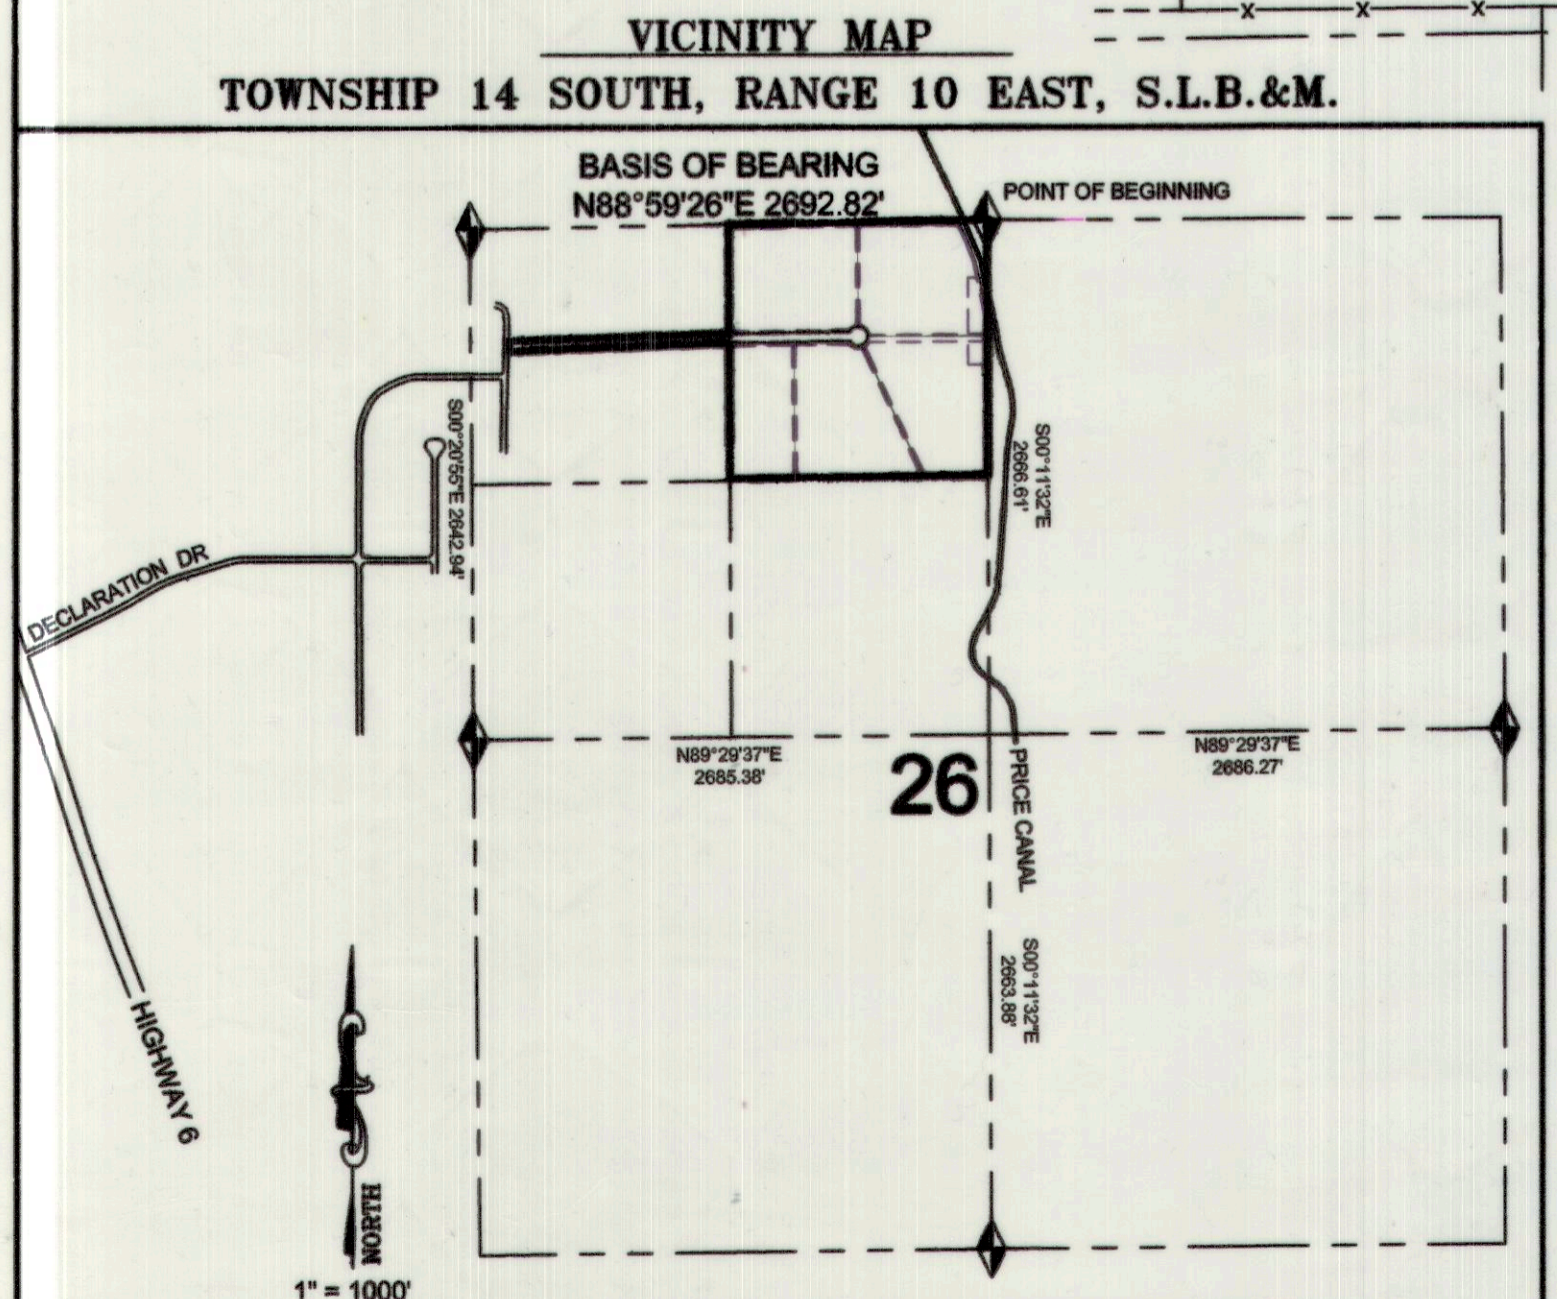 VICINITY MAP
TOWNSHIP 14 SOUTH, RANGE 10 EAST, S.L.B.&M.
BASIS OF BEARING
N88°59'26"E 2692.82'
POINT OF BEGINNING
S00°20'55"E 2642.94'
S00°11'32"E
2666.61'
DECLARATION DR
N89°29'37"E
2685.38'
26
N89°29'37"E
2686.27'
PRICE CANAL
S00°11'32"E
2663.88'
HIGHWAY 6
NORTH
1" = 1000'